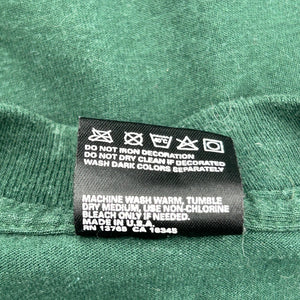 40°C
DO NOT IRON DECORATION
DO NOT DRY CLEAN IF DECORATED
WASH DARK COLORS SEPARATELY
MACHINE WASH WARM, TUMBLE
DRY MEDIUM, USE NON-CHLORINE
BLEACH ONLY IF NEEDED.
MADE IN U.S.A.
RN 13765 CA 16345